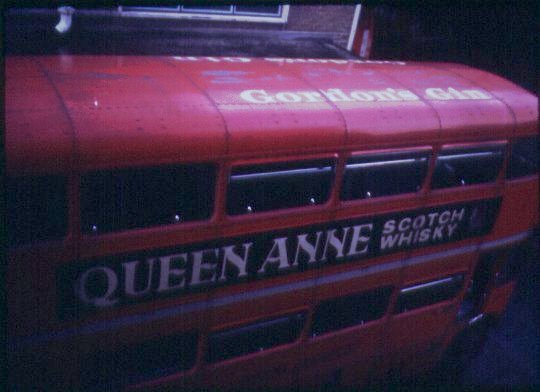 Gordon's Gin
QUEEN ANNE SCOTCH
WHISKY